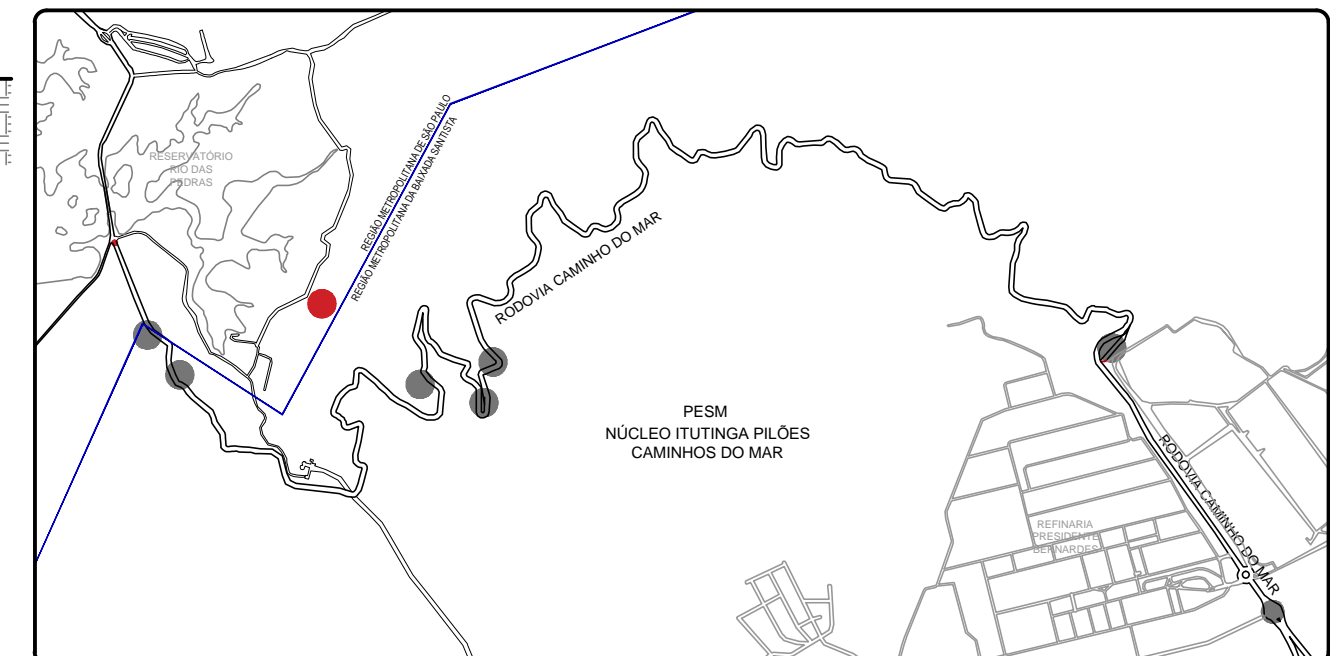 RESERVATÓRIO
RIO DAS
PEDRAS
REGIÃO METROPOLITANA DE SÃO PAULO
REGIÃO METROPOLITANA DA BAIXADA SANTISTA
RODOVIA CAMINHO DO MAR
PESM
NÚCLEO ITUTINGA PILÕES
CAMINHOS DO MAR
RODOVIA CAMINHO DO MAR
REFINARIA
PRESIDENTE
BERNARDES